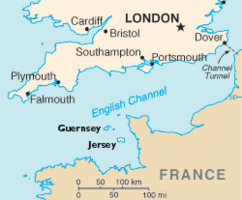 LONDON
Cardiff
Bristol
Southampton
Portsmouth
Dover
Channel
Tunnel
Plymouth
Falmouth
English Channel
Guernsey
Jersey
FRANCE
0 50 100 km
0 50 100 mi